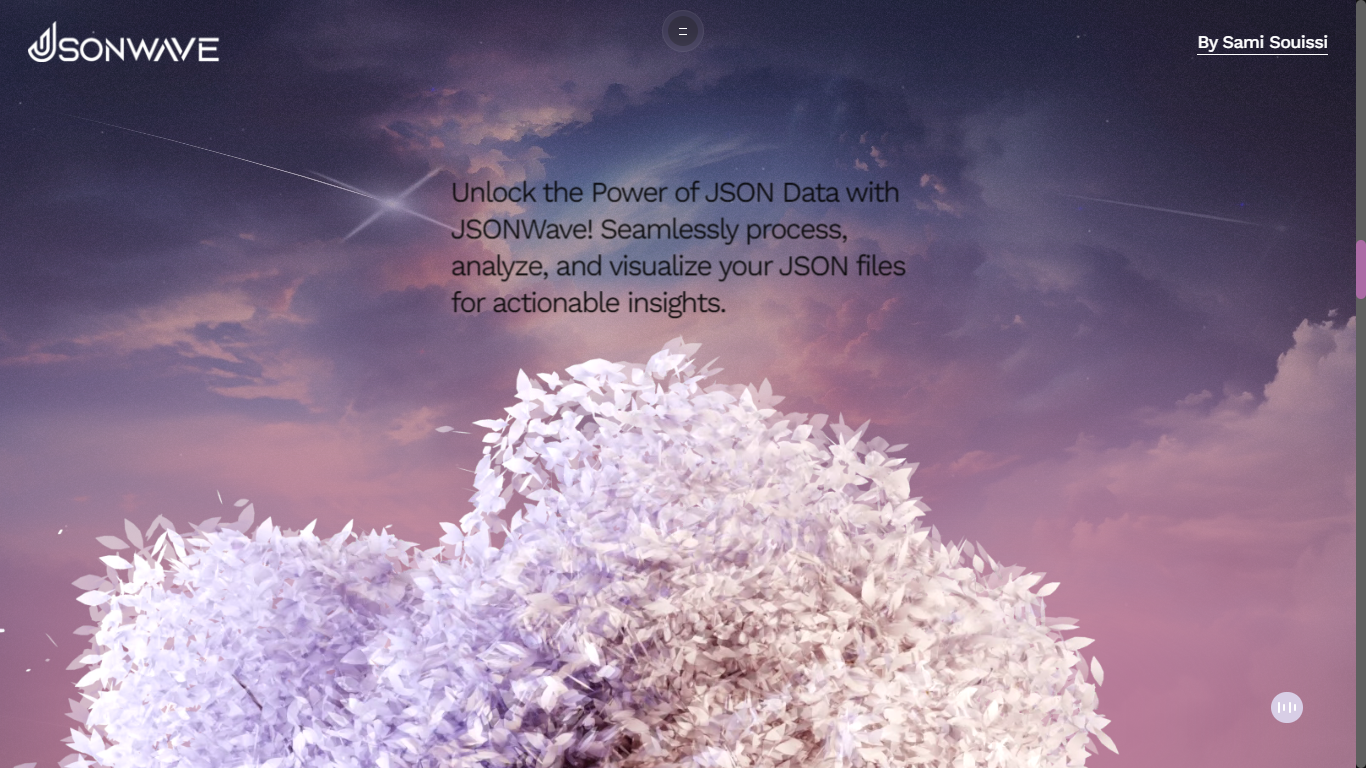 JSONWAVE
By Sami Souissi
Unlock the Power of JSON Data with
JSONWave! Seamlessly process,
analyze, and visualize your JSON files
for actionable insights.